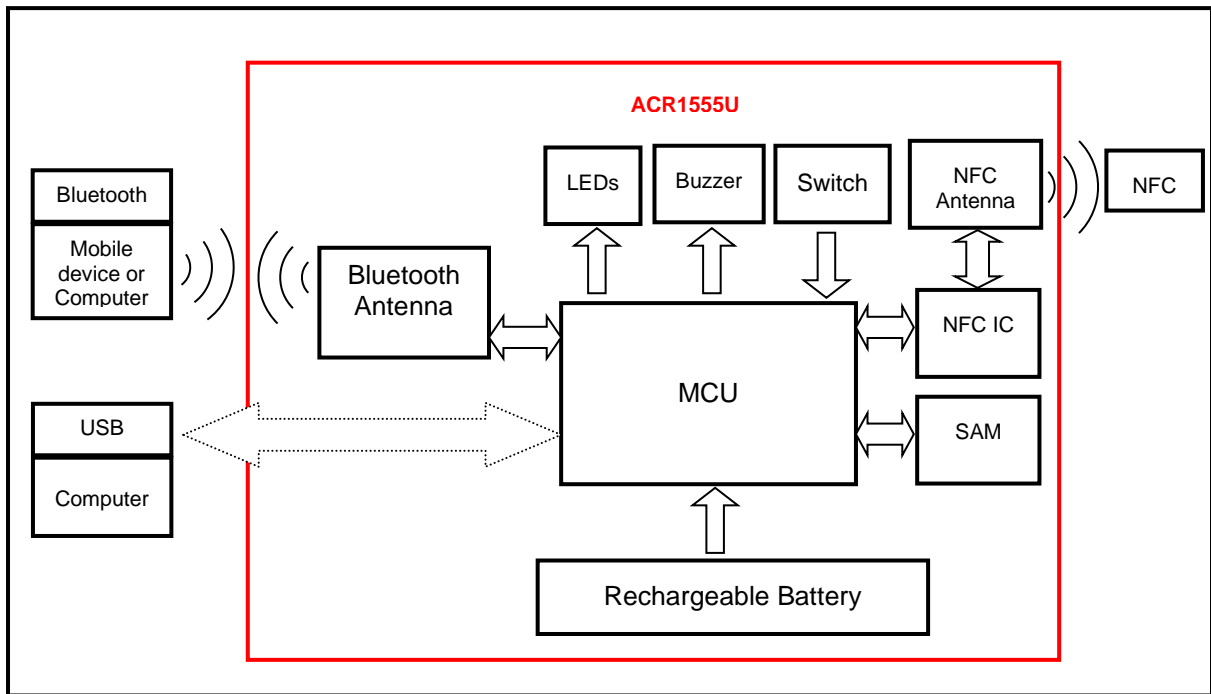 ACR1555U
LEDs
Buzzer
Switch
NFC
Antenna
NFC
Bluetooth
Mobile
device or
Computer
Bluetooth
Antenna
NFC IC
MCU
USB
Computer
SAM
Rechargeable Battery